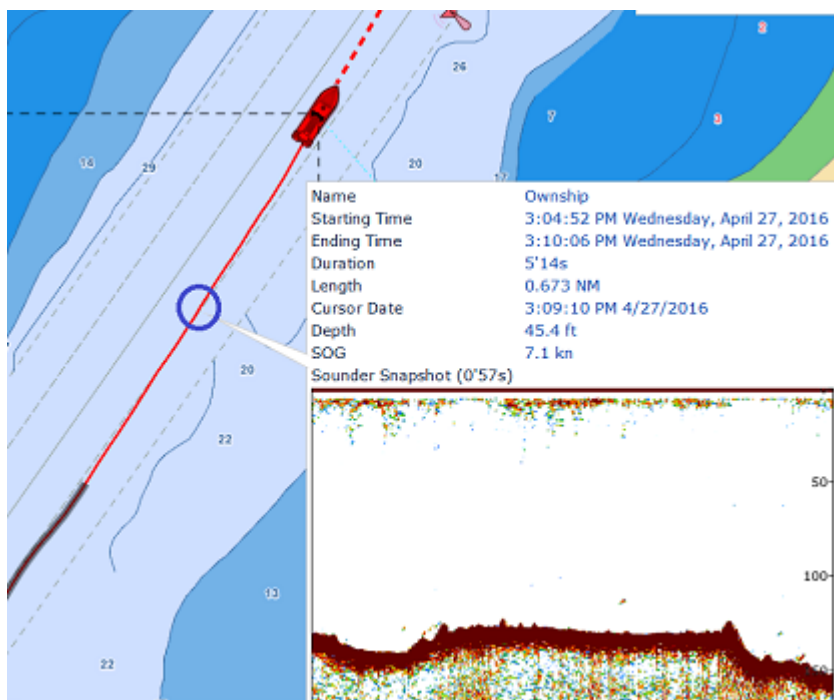 2
26
7
3
14
29
20
17
Name Ownship
Starting Time 3:04:52 PM Wednesday, April 27, 2016
Ending Time 3:10:06 PM Wednesday, April 27, 2016
Duration 5'14s
Length 0.673 NM
Cursor Date 3:09:10 PM 4/27/2016
Depth 45.4 ft
SOG 7.1 kn
Sounder Snapshot (0'57s)
20
22
50
100
13
22